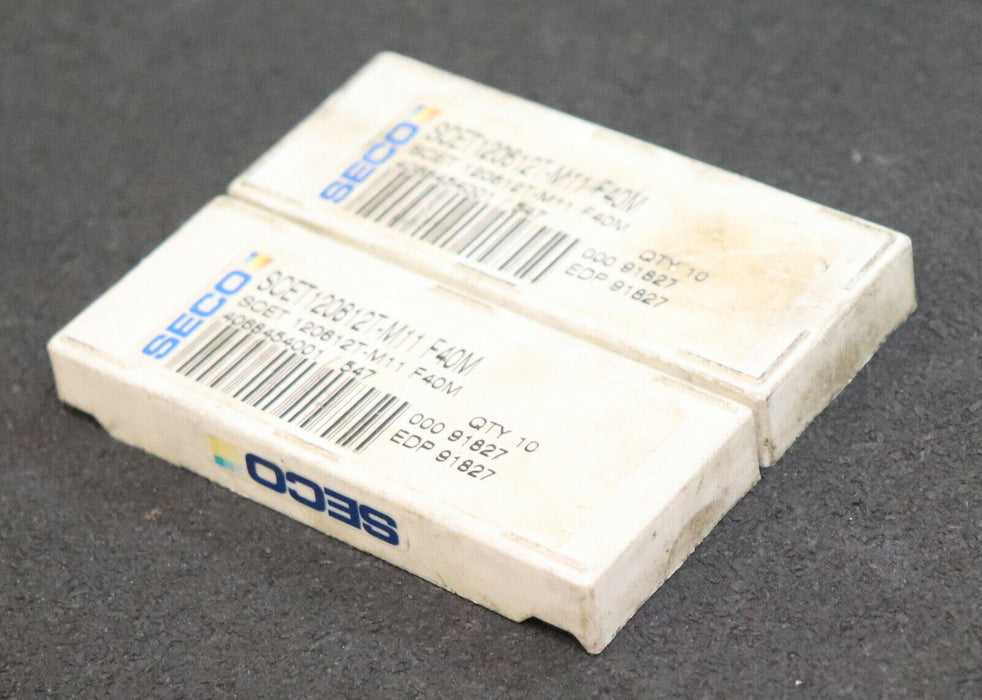 SECO
SCET120612T-M11 F40M
SCET 120612T-M11 F40M
547
QTY 10
000 91827
EDP 91827
SECO
SCET120612T-M11 F40M
SCET 120612T-M11 F40M
4068454001 / 547
QTY 10
000 91827
EDP 91827
SECO